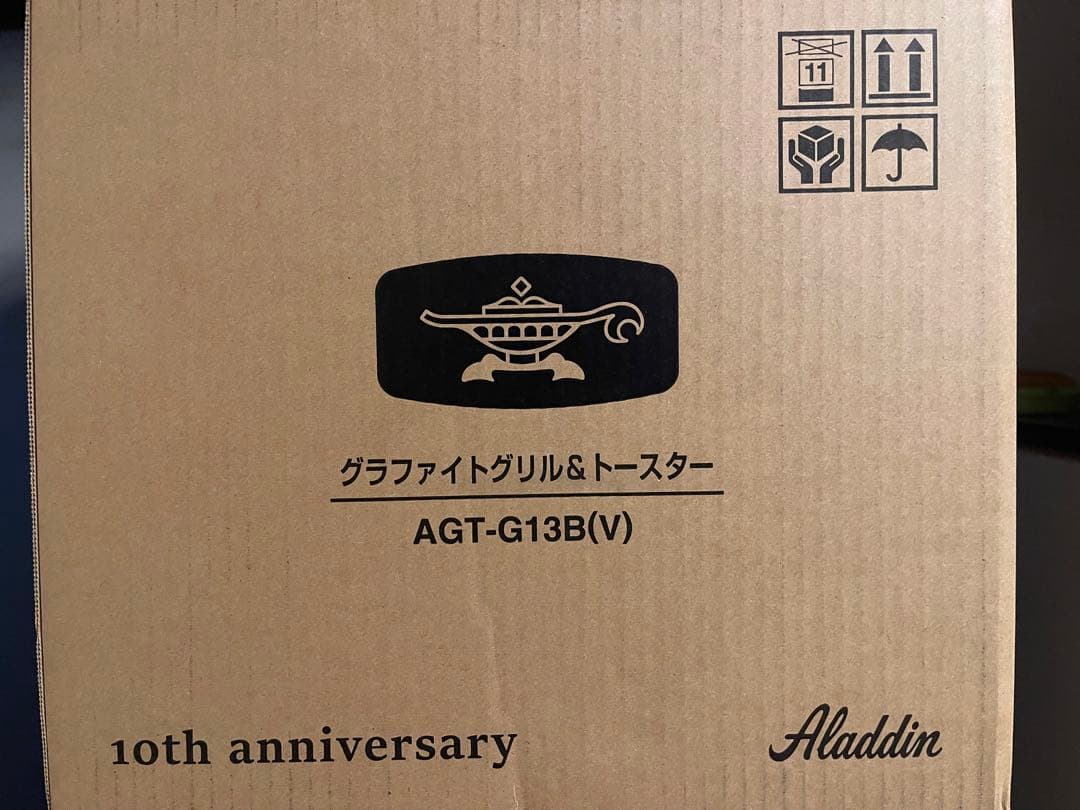 11
グラファイトグリル&トースター
AGT-G13B(V)
10th anniversary
Aladdin